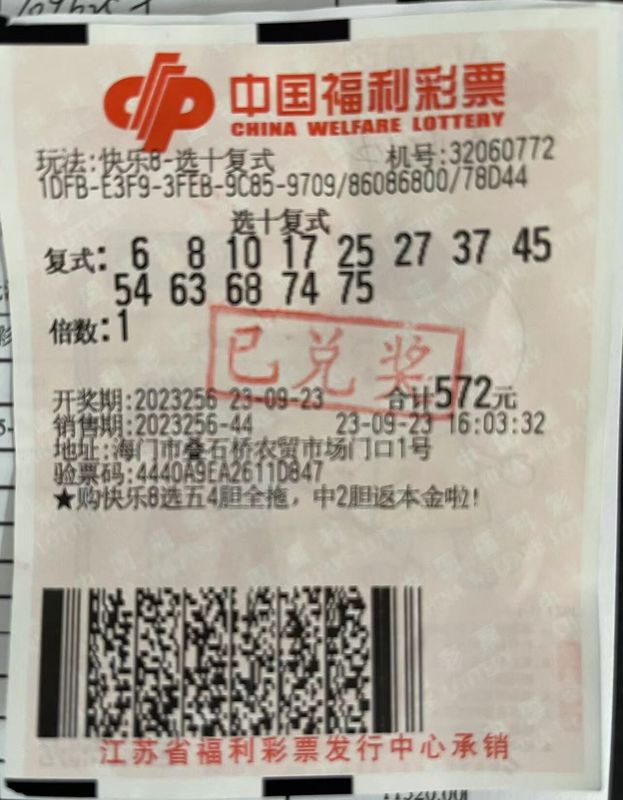 中国福利彩票
CHINA WELFARE LOTTERY
玩法:快乐8-选十复式 机号:32060772
1DFB-E3F9-3FEB-9C85-9709/86086800/78D44
选十复式
复式: 6 8 10 17 25 27 37 45
54 63 68 74 75
倍数:1
已兑奖
开奖期:2023256 23-09-23 合计572元
销售期:2023256-44 23-09-23 16:03:32
地址:海门市叠石桥农贸市场门口1号
验票码:4440A9EA2611D847
★购快乐8选五4胆全拖，中2胆返本金啦!
江苏省福利彩票发行中心承销